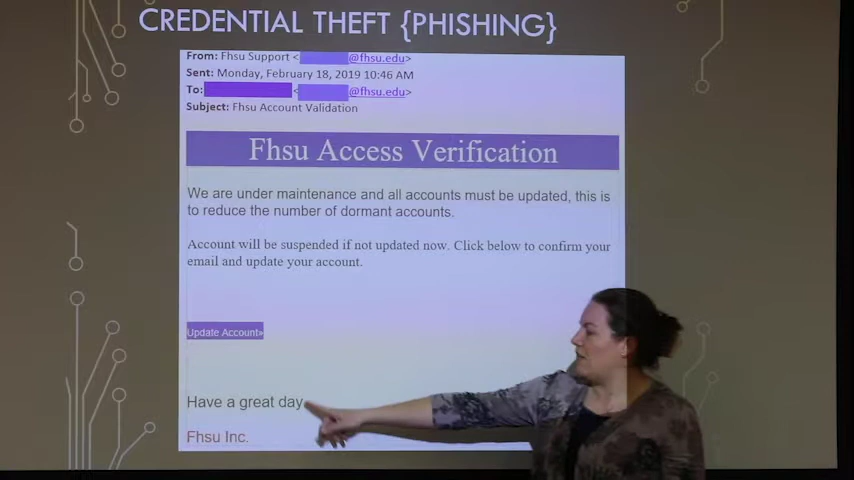 CREDENTIAL THEFT {PHISHING}
From: Fhsu Support < @fhsu.edu>
Sent: Monday, February 18, 2019 10:46 AM
To: < @fhsu.edu>
Subject: Fhsu Account Validation
Fhsu Access Verification
We are under maintenance and all accounts must be updated, this is
to reduce the number of dormant accounts.
Account will be suspended if not updated now. Click below to confirm your
email and update your account.
Update Account»
Have a great day
Fhsu Inc.